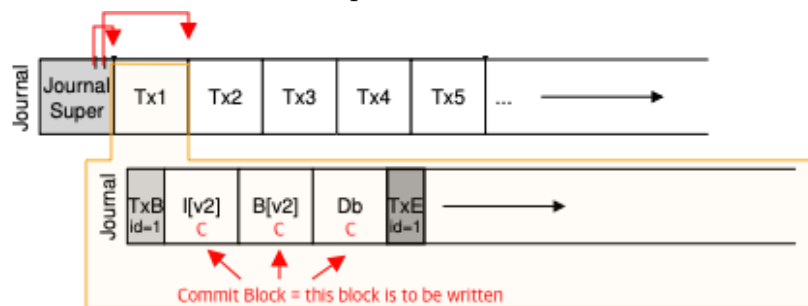 Journal
Journal Super
Tx1
Tx2
Tx3
Tx4
Tx5
...
Journal
TxB
id=1
I[v2]
C
B[v2]
C
Db
C
TxE
id=1
Commit Block = this block is to be written